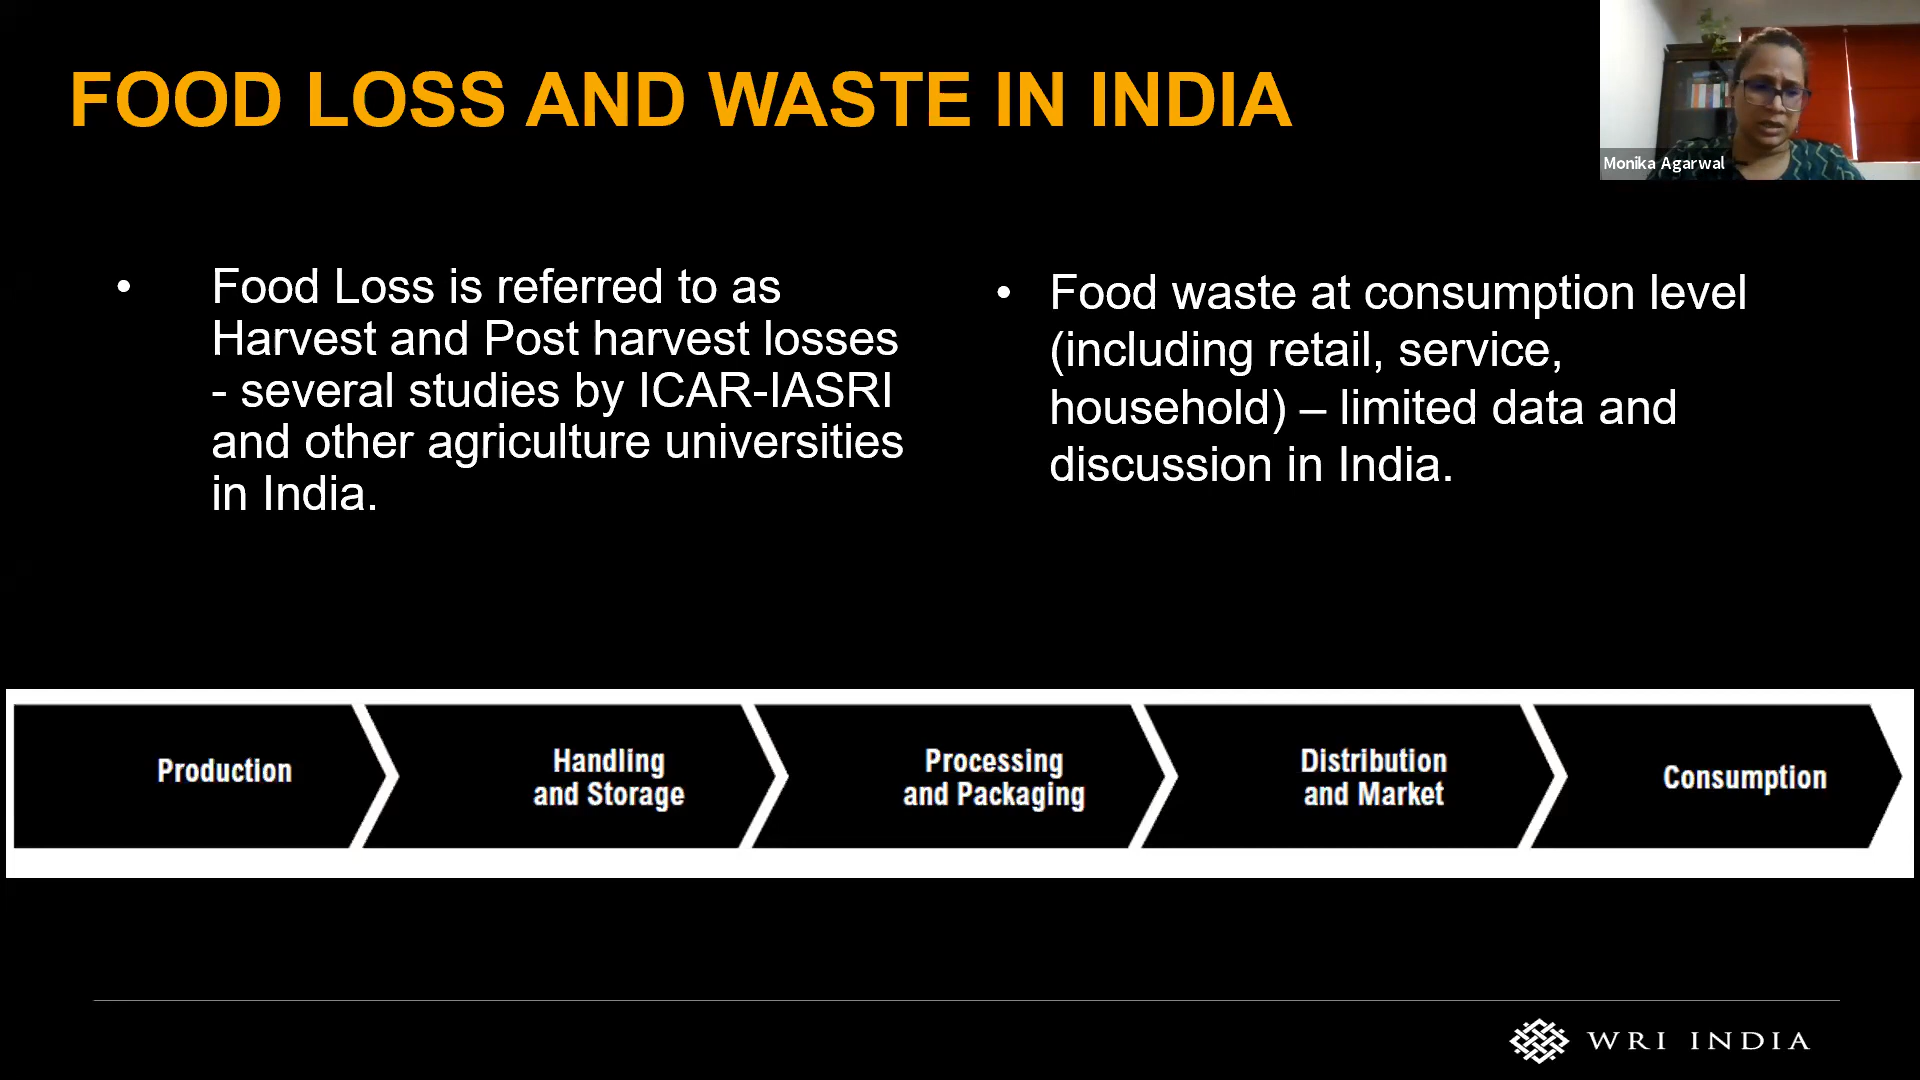 FOOD LOSS AND WASTE IN INDIA
Monika Agarwal
• Food Loss is referred to as
Harvest and Post harvest losses
- several studies by ICAR-IASRI
and other agriculture universities
in India.
• Food waste at consumption level
(including retail, service,
household) – limited data and
discussion in India.
Production
Handling
and Storage
Processing
and Packaging
Distribution
and Market
Consumption
WRI INDIA